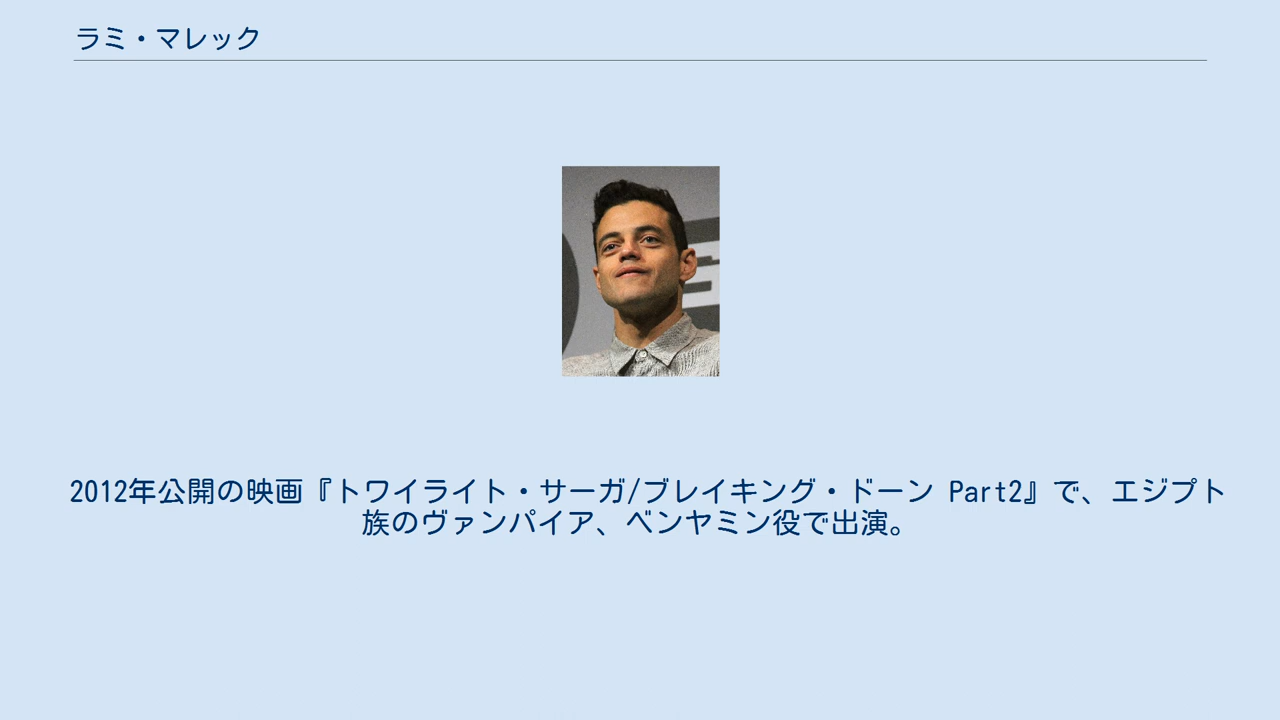 ラミ・マレック
2012年公開の映画『トワイライト・サーガ/ブレイキング・ドーン Part2』で、エジプト
族のヴァンパイア、ベンヤミン役で出演。